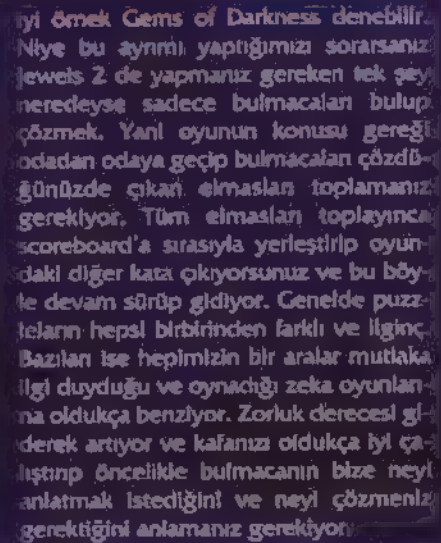 iyi örnek Gems of Darkness denebilir.
Niye bu ayrımı yaptığımızı sorarsanız
Jewels 2 de yapmanız gereken tek şey
neredeyse sadece bulmacaları bulup
çözmek. Yani oyunun konusu gereği
odadan odaya geçip bulmacaları çözdü-
ğünüzde çıkan elmasları toplamanız
gerekiyor. Tüm elmasları toplayınca
scoreboard'a sırasıyla yerleştirip oyun-
daki diğer kata çıkıyorsunuz ve bu böy-
le devam sürüp gidiyor. Genelde puzz-
leların hepsi birbirinden farklı ve ilginç.
Bazıları ise hepimizin bir aralar mutlaka
ilgi duyduğu ve oynadığı zeka oyunları-
na oldukça benziyor. Zorluk derecesi gi-
derek artıyor ve kafanızı oldukça iyi ça-
lıştırıp öncelikle bulmacanın bize neyi
anlatmak istediğini ve neyi çözmeniz
gerektiğini anlamanız gerekiyor.